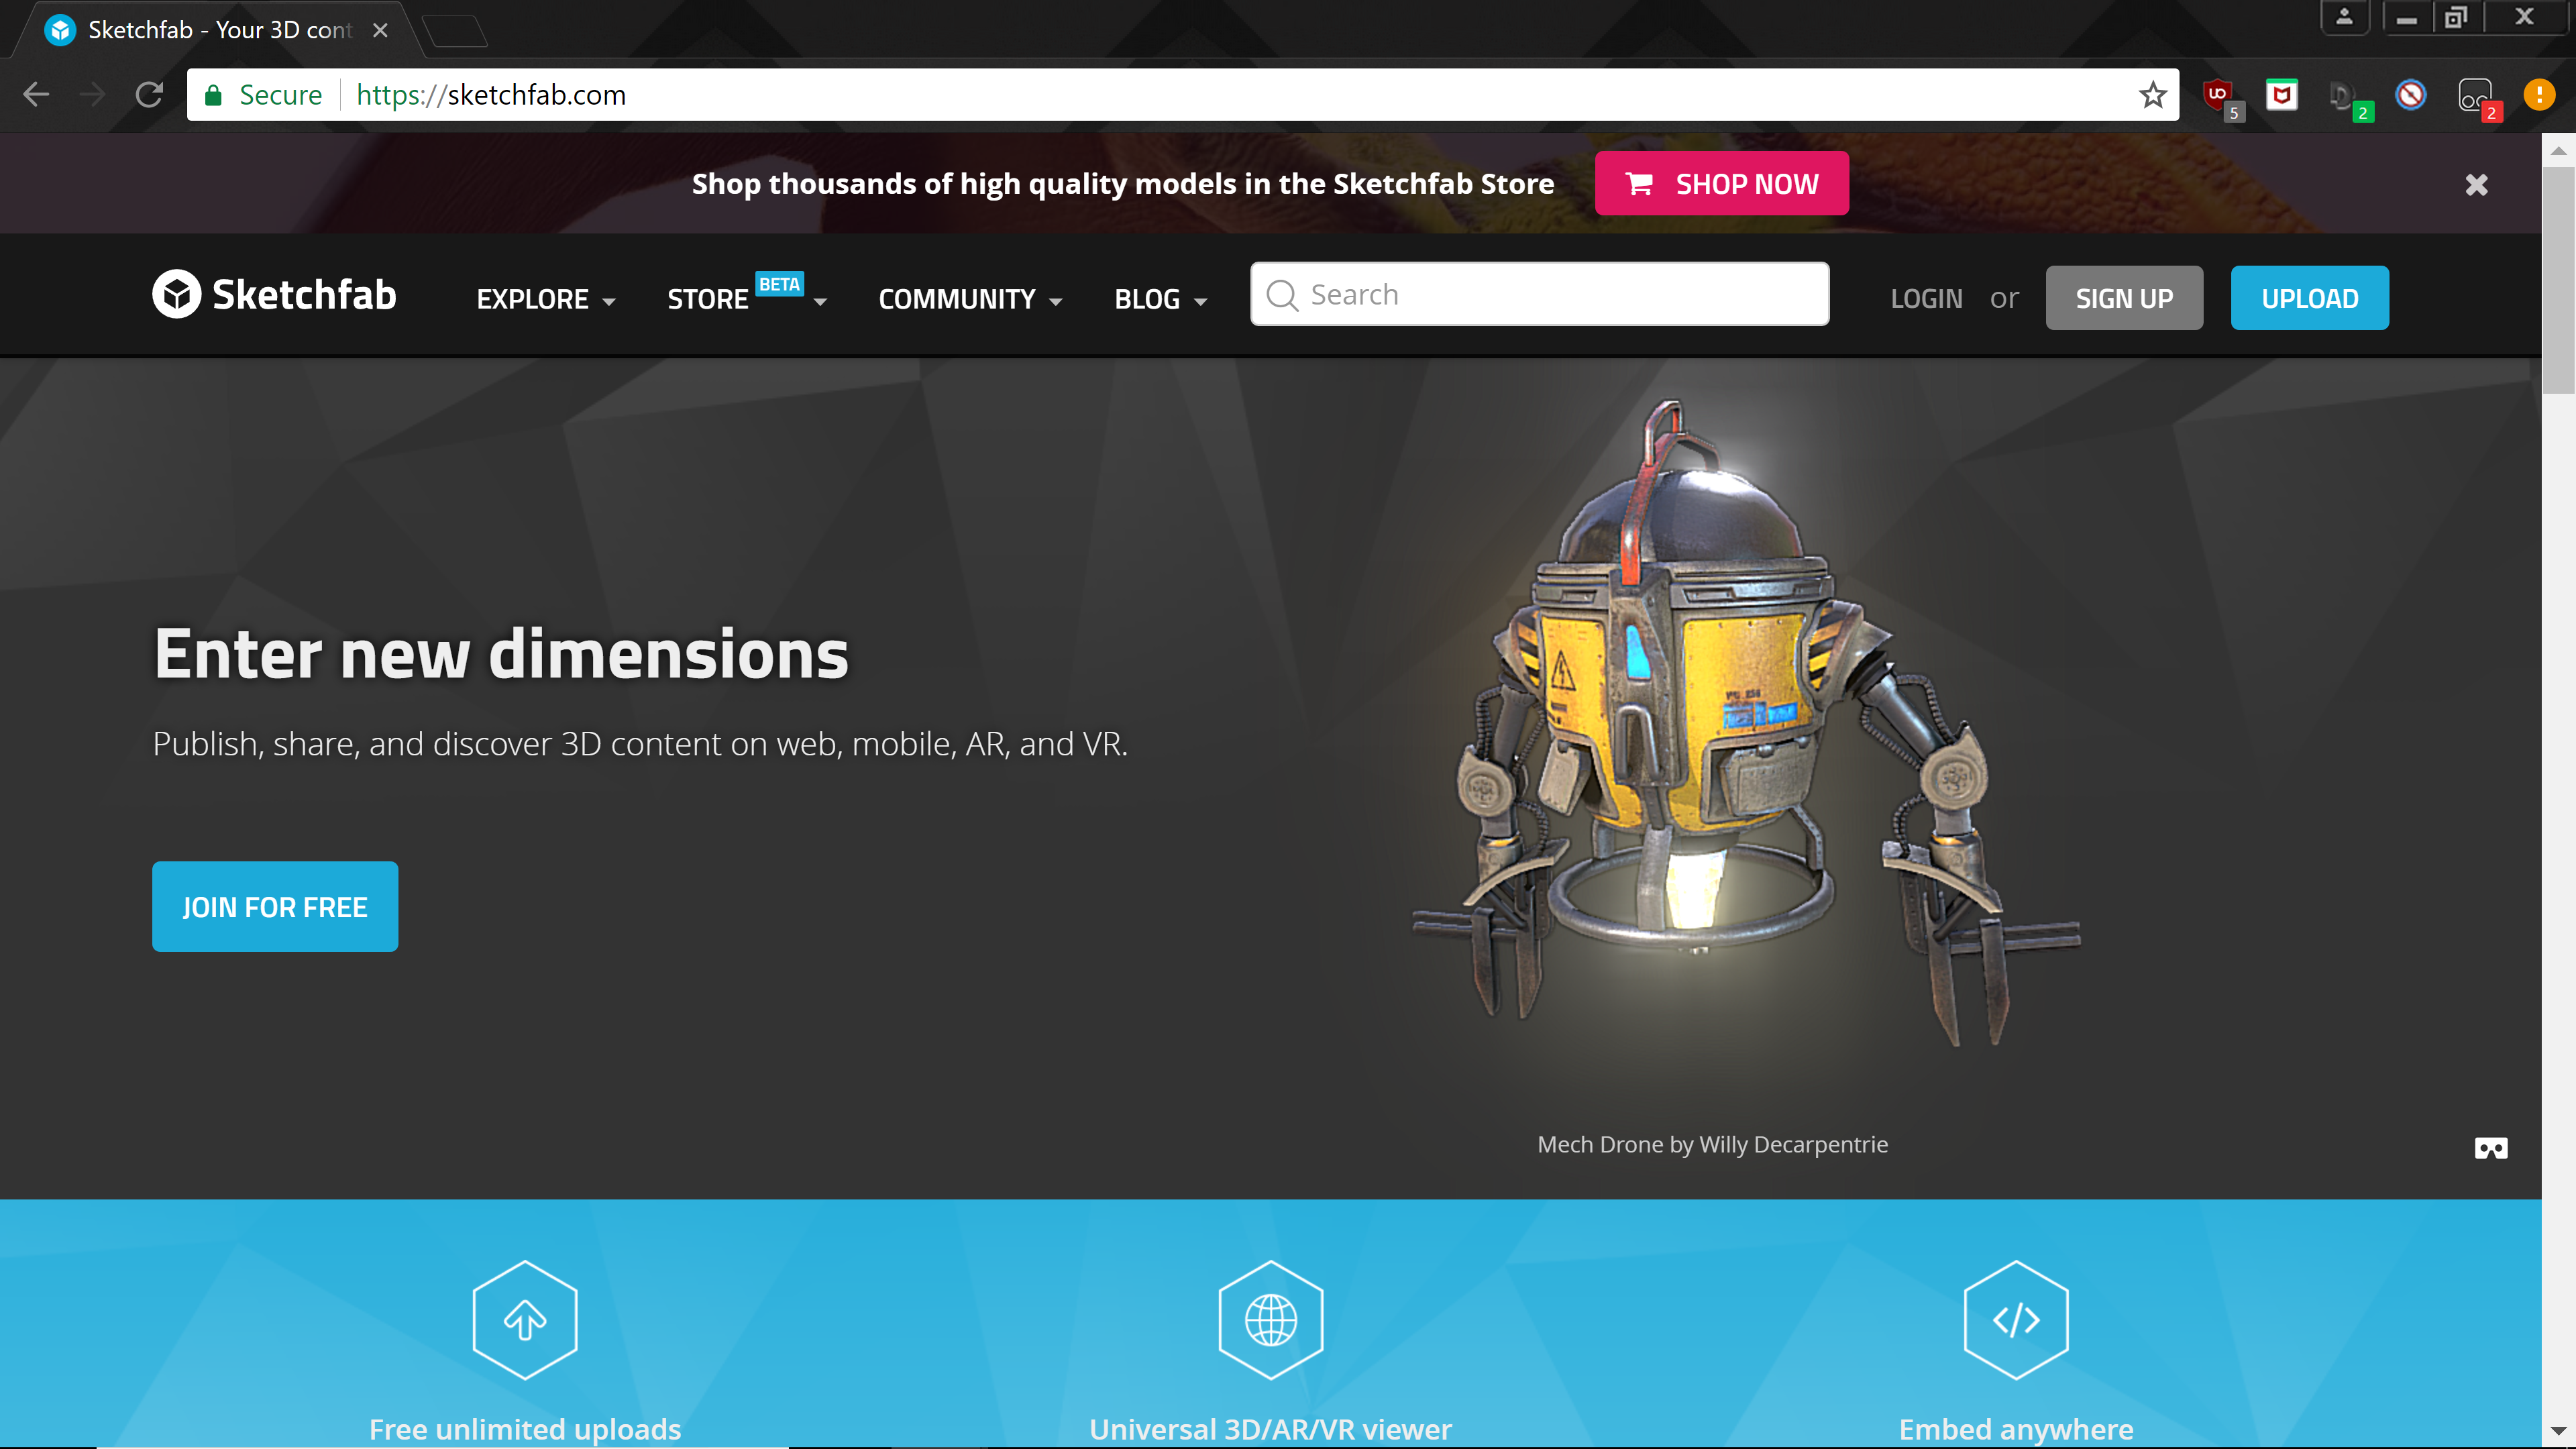 Sketchfab - Your 3D cont
Secure
https://sketchfab.com
5
2
2
Shop thousands of high quality models in the Sketchfab Store
SHOP NOW
Sketchfab
EXPLORE
STORE BETA
COMMUNITY
BLOG
Search
LOGIN or
SIGN UP
UPLOAD
Enter new dimensions
Publish, share, and discover 3D content on web, mobile, AR, and VR.
JOIN FOR FREE
Mech Drone by Willy Decarpentrie
Free unlimited uploads
Universal 3D/AR/VR viewer
Embed anywhere